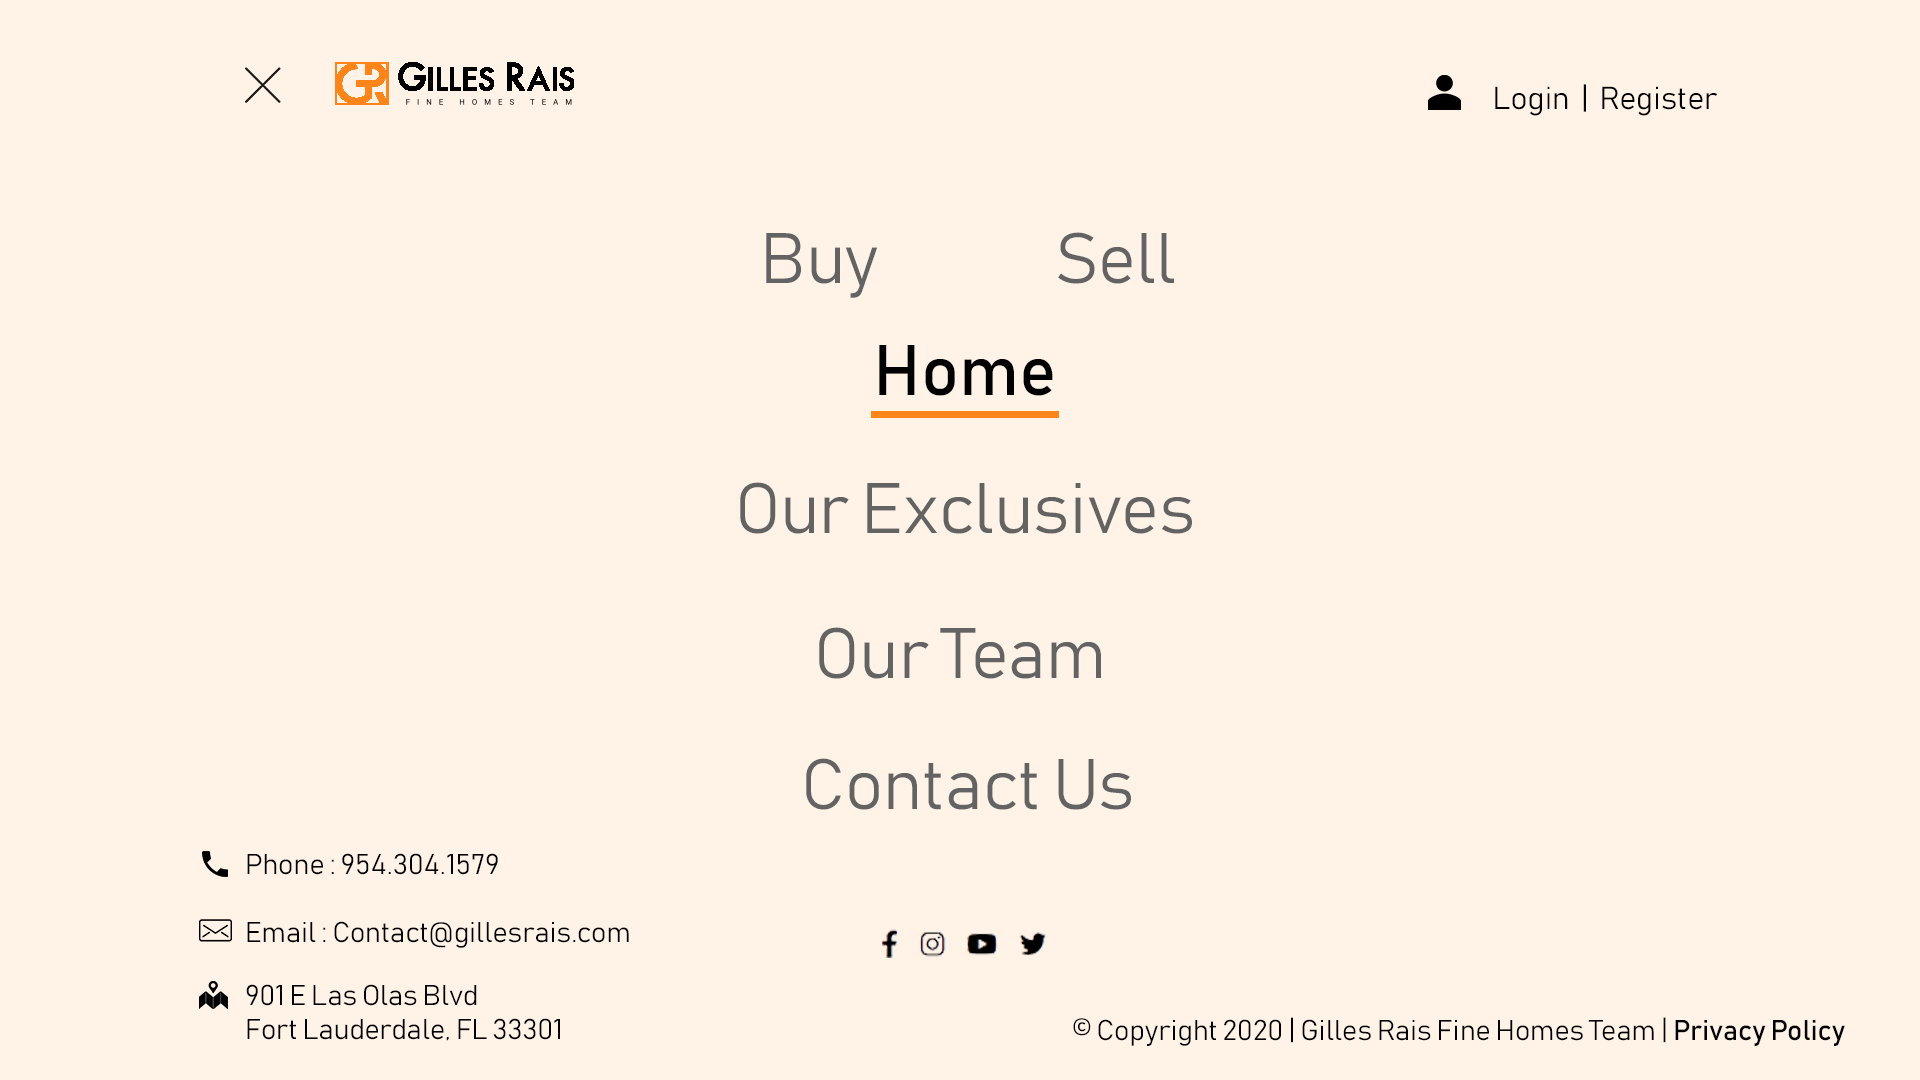 GILLES RAIS
FINE HOMES TEAM
Login | Register
Buy Sell
Home
Our Exclusives
Our Team
Contact Us
Phone : 954.304.1579
Email : Contact@gillesrais.com
901 E Las Olas Blvd
Fort Lauderdale, FL 33301
© Copyright 2020 | Gilles Rais Fine Homes Team | Privacy Policy